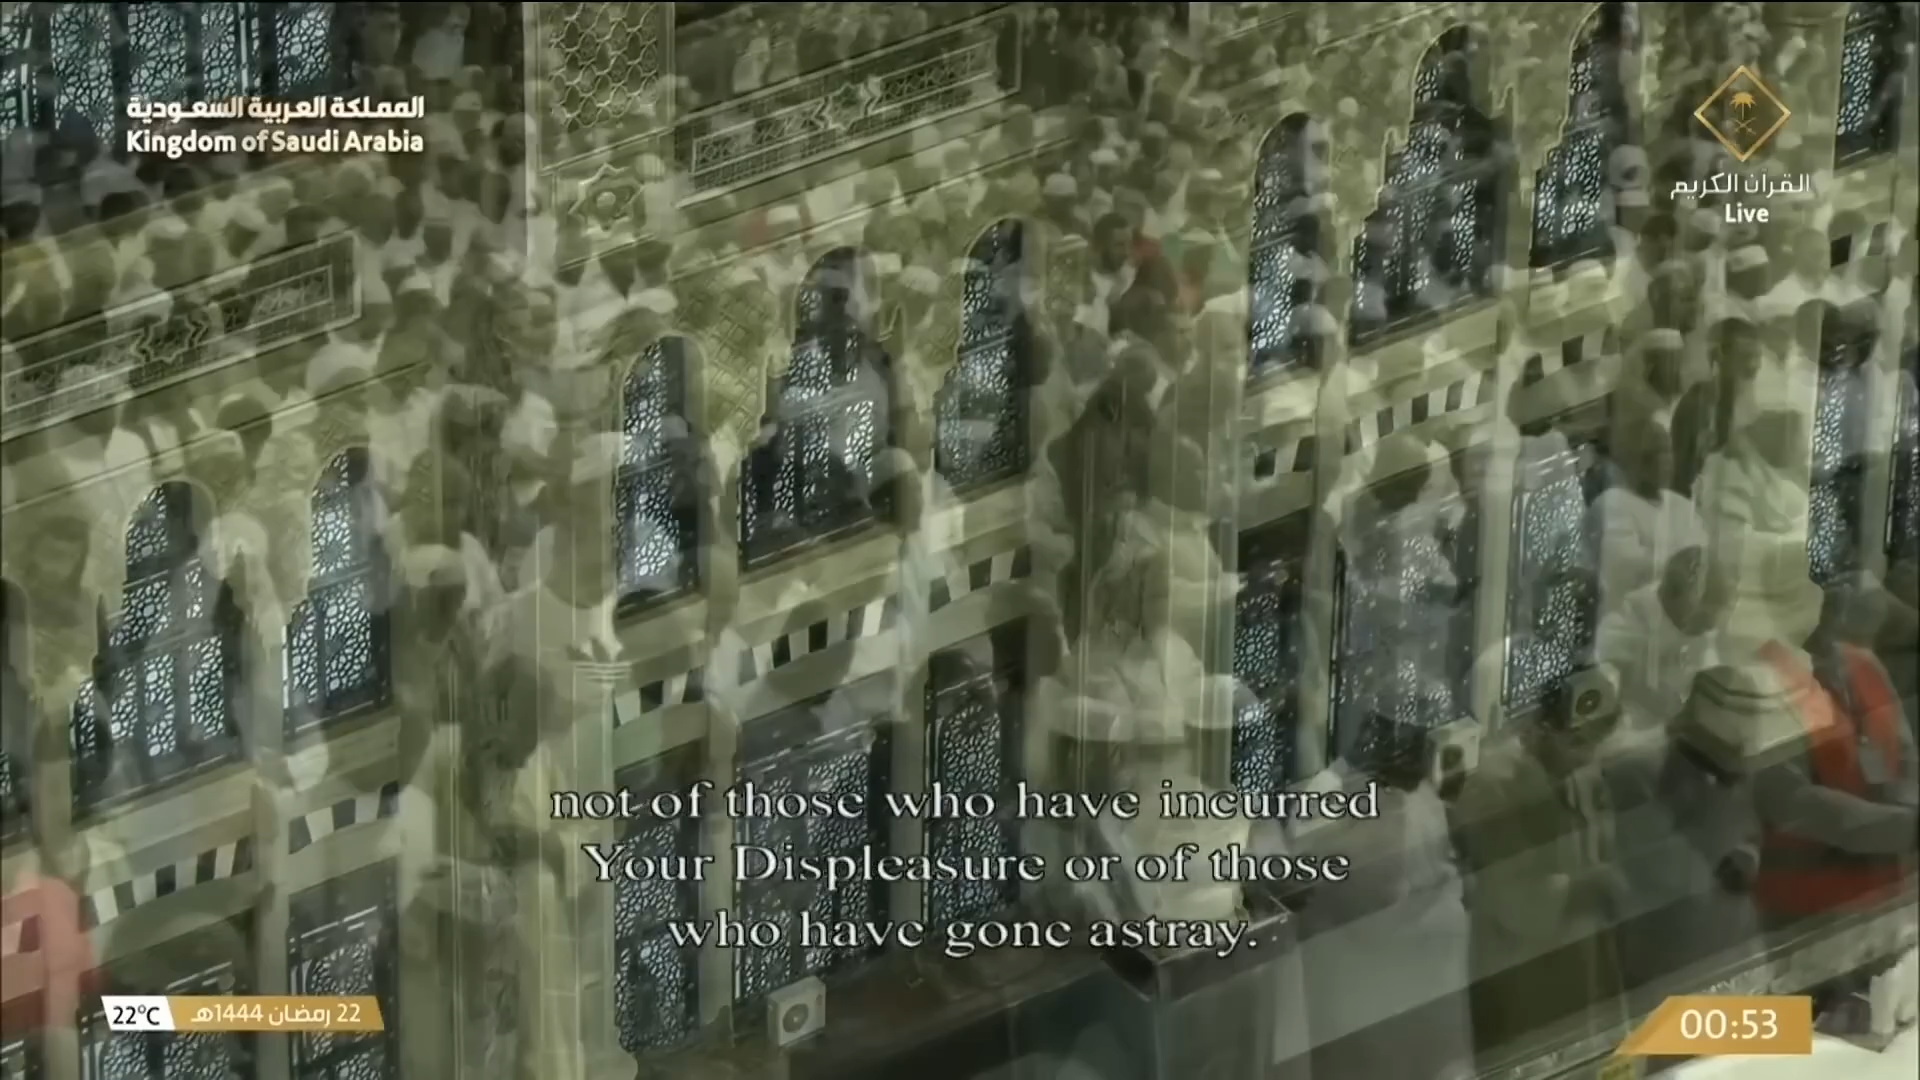 المملكة العربية السعودية
Kingdom of Saudi Arabia
القرآن الكريم
Live
not of those who have incurred
Your Displeasure or of those
who have gone astray.
22°C
22 رمضان 1444هـ
00:53